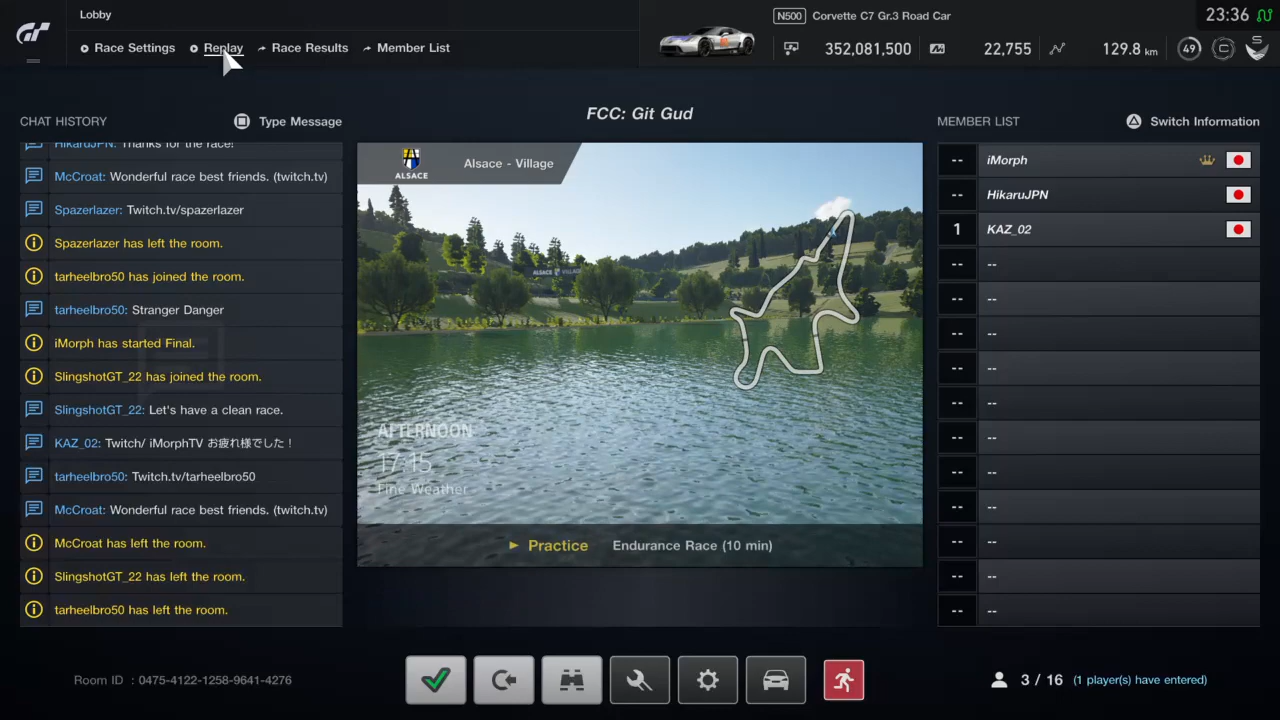 Lobby
N500 Corvette C7 Gr.3 Road Car
23:36
Race Settings Replay Race Results Member List
352,081,500 22,755 129.8 km 49 C S
FCC: Git Gud
CHAT HISTORY Type Message
MEMBER LIST Switch Information
HikaruJPN: Thanks for the race!
McCroat: Wonderful race best friends. (twitch.tv)
Spazerlazer: Twitch.tv/spazerlazer
Spazerlazer has left the room.
tarheelbro50 has joined the room.
tarheelbro50: Stranger Danger
iMorph has started Final.
SlingshotGT_22 has joined the room.
SlingshotGT_22: Let's have a clean race.
KAZ_02: Twitch/ iMorphTV お疲れ様でした！
tarheelbro50: Twitch.tv/tarheelbro50
McCroat: Wonderful race best friends. (twitch.tv)
McCroat has left the room.
SlingshotGT_22 has left the room.
tarheelbro50 has left the room.
ALSACE
Alsace - Village
ALSACE VILLAGE
AFTERNOON
17:15
Fine Weather
Practice Endurance Race (10 min)
-- iMorph
-- HikaruJPN
1 KAZ_02
-- --
-- --
-- --
-- --
-- --
-- --
-- --
-- --
-- --
-- --
-- --
Room ID : 0475-4122-1258-9641-4276
3 / 16 (1 player(s) have entered)